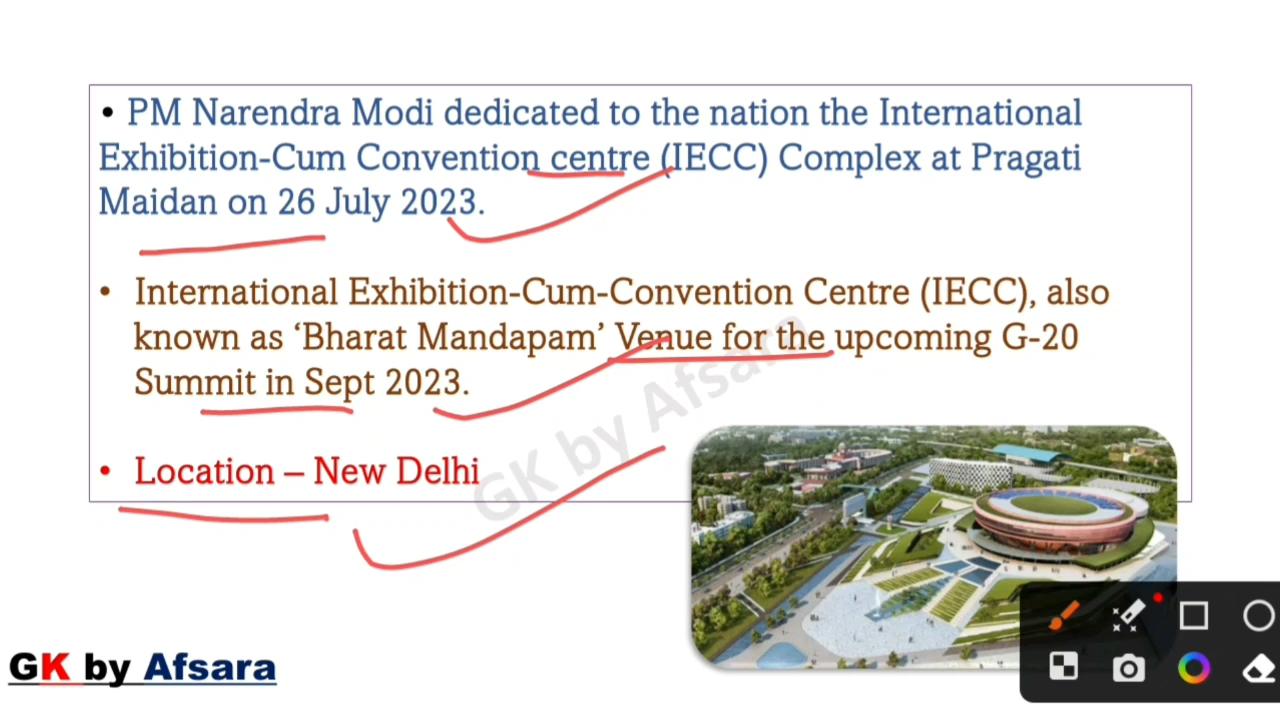 • PM Narendra Modi dedicated to the nation the International
Exhibition-Cum Convention centre (IECC) Complex at Pragati
Maidan on 26 July 2023.
• International Exhibition-Cum-Convention Centre (IECC), also
known as ‘Bharat Mandapam’ Venue for the upcoming G-20
Summit in Sept 2023.
• Location – New Delhi
GK by Afsara
GK by Afsara